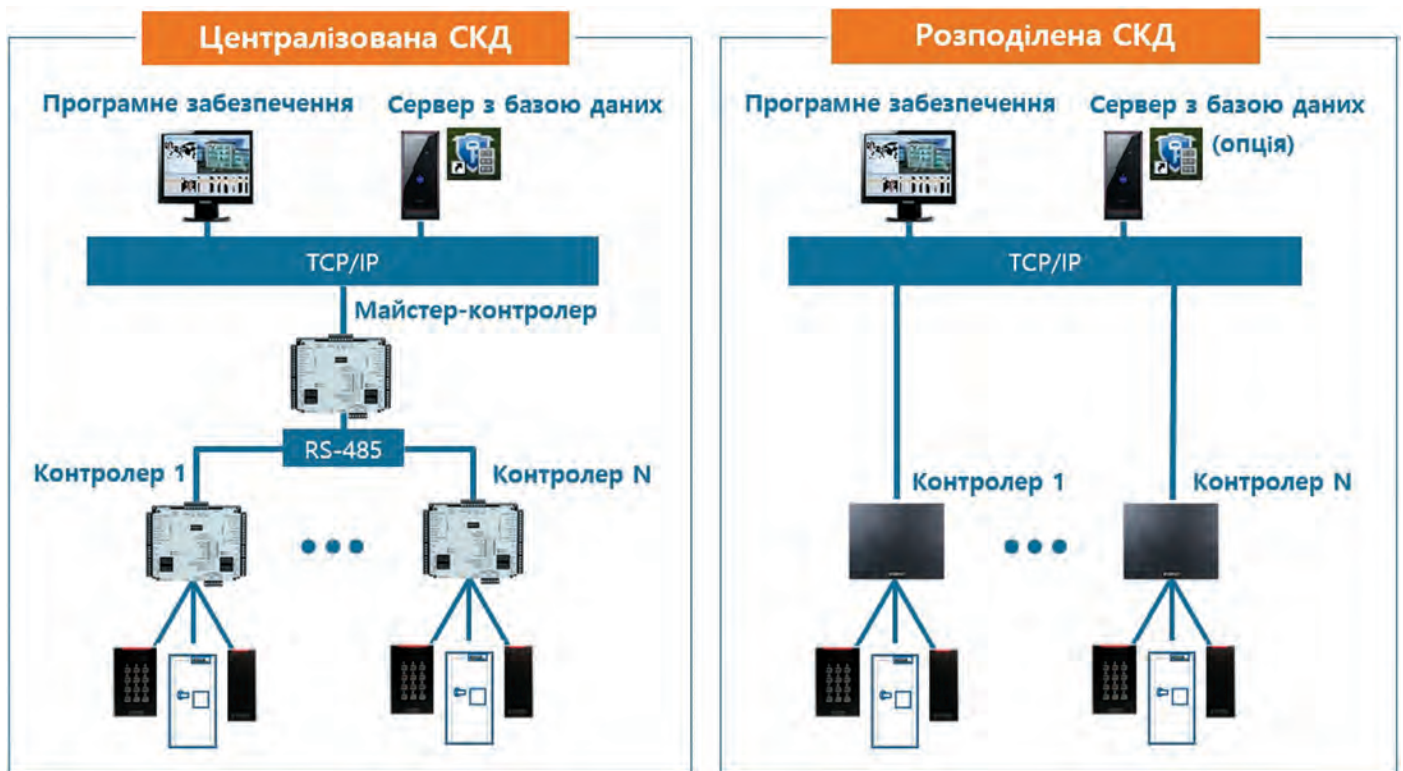 Централізована СКД
Програмне забезпечення
Сервер з базою даних
TCP/IP
Майстер-контролер
RS-485
Контролер 1
Контролер N
Розподілена СКД
Програмне забезпечення
Сервер з базою даних
(опція)
TCP/IP
Контролер 1
Контролер N